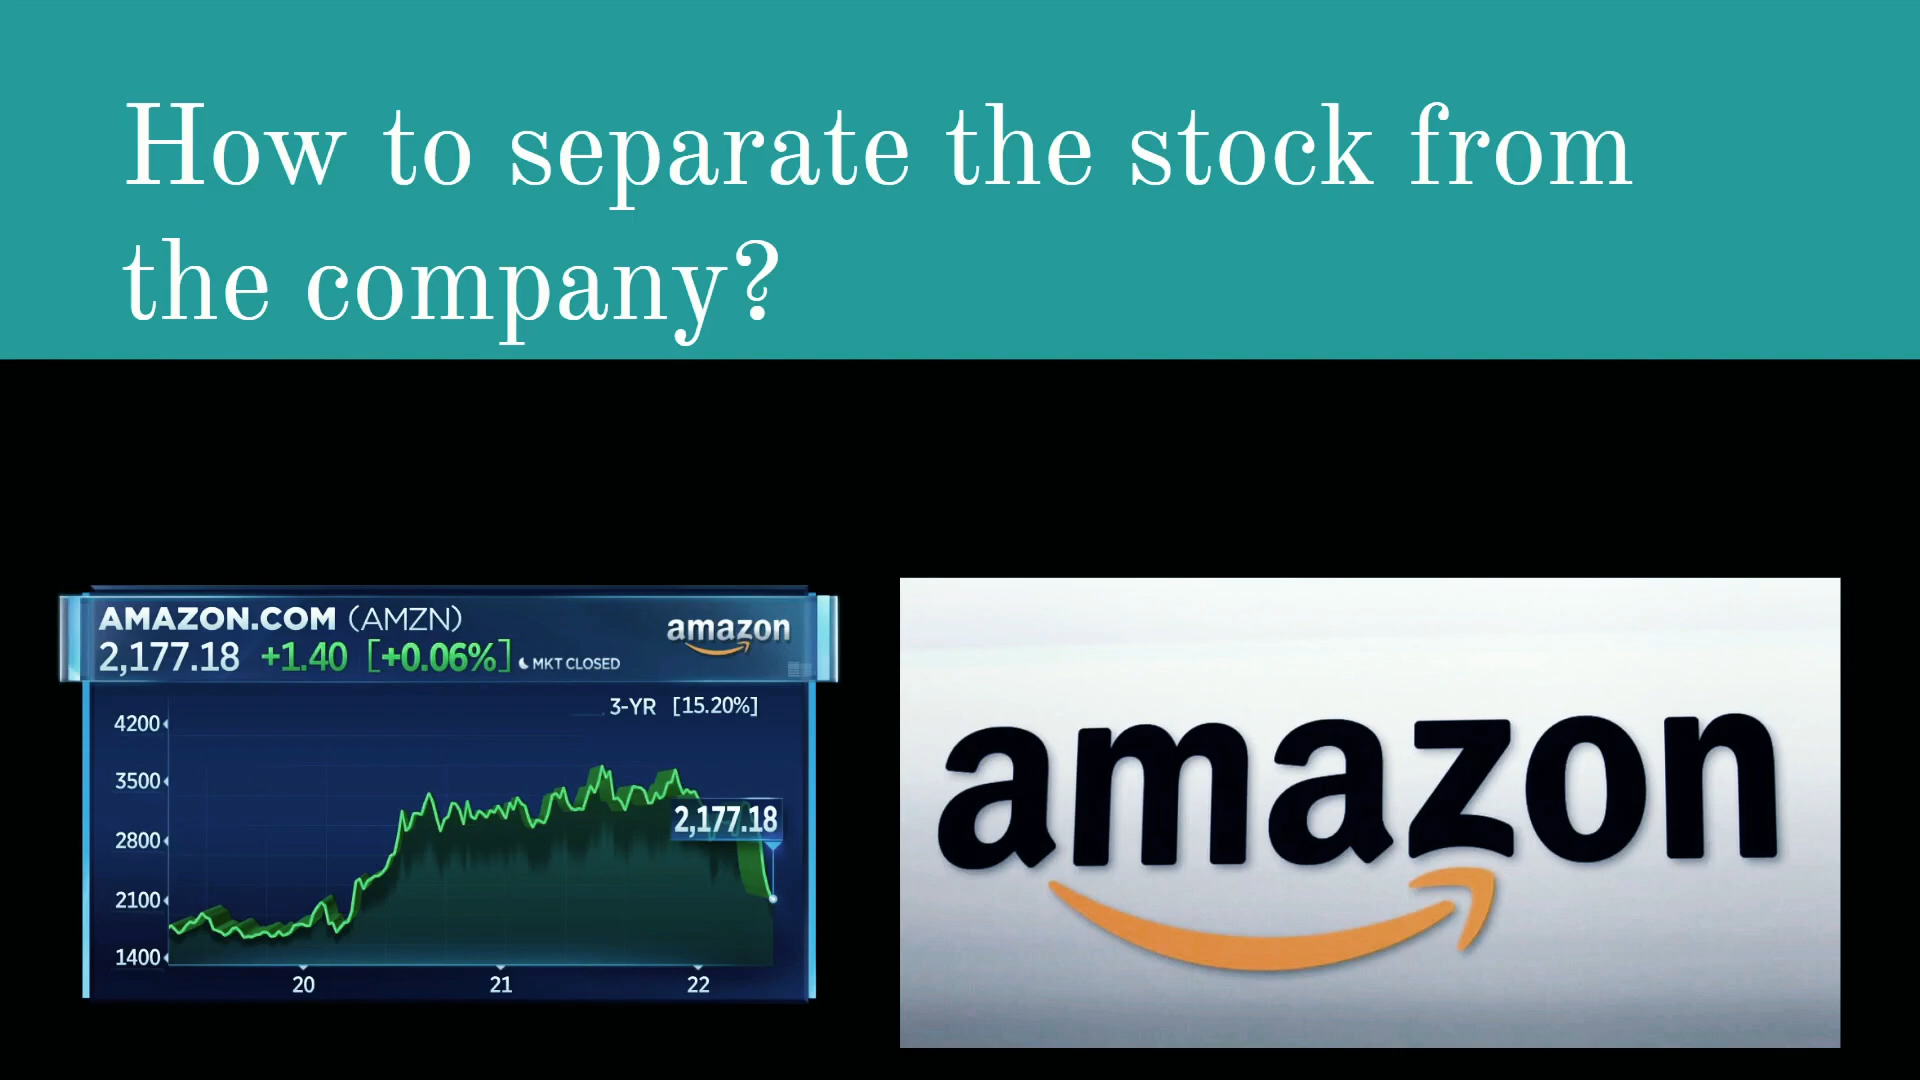 How to separate the stock from
the company?
AMAZON.COM (AMZN)
2,177.18 +1.40 [+0.06%] MKT CLOSED
amazon
3-YR [15.20%]
4200
3500
2800
2100
1400
2,177.18
20 21 22
amazon